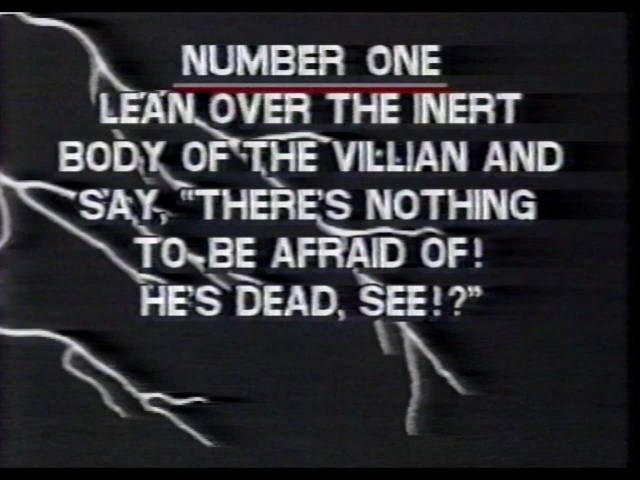 NUMBER ONE
LEAN OVER THE INERT
BODY OF THE VILLIAN AND
SAY, "THERE'S NOTHING
TO BE AFRAID OF!
HE'S DEAD, SEE!?"